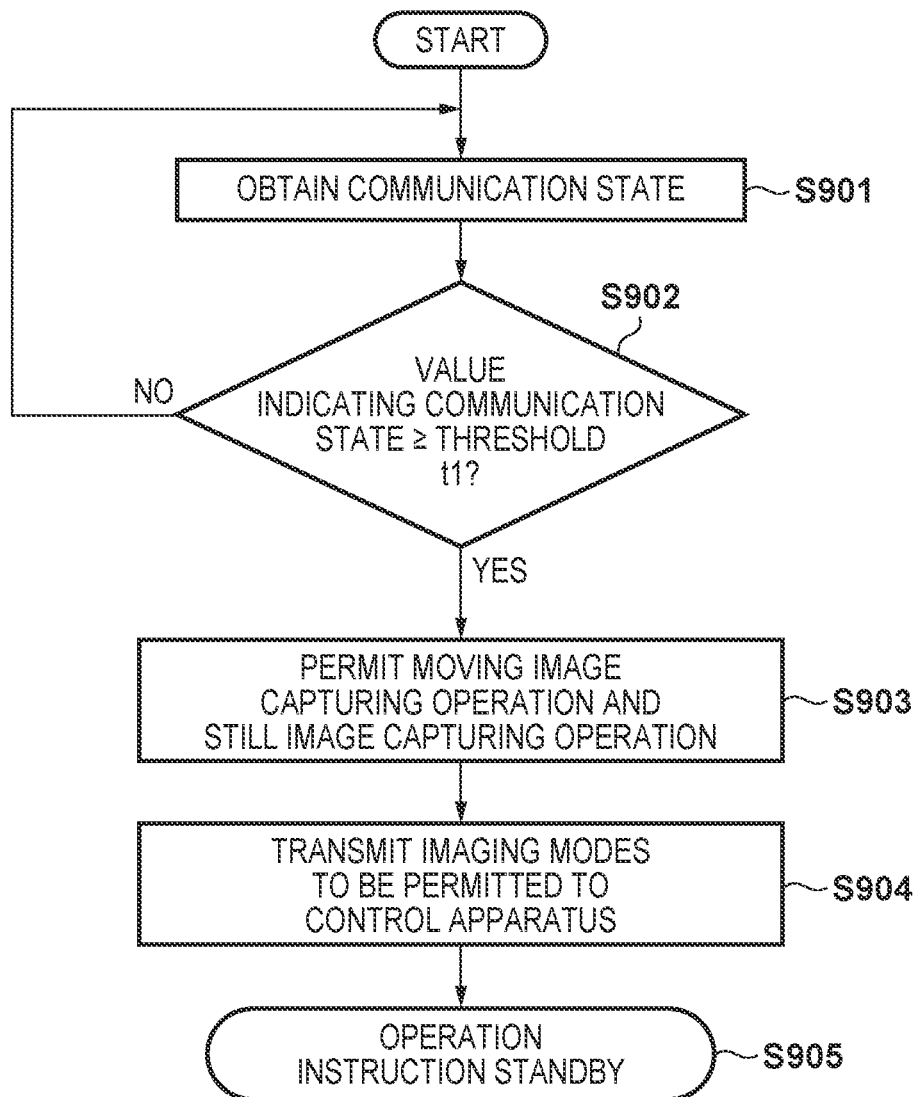 START
OBTAIN COMMUNICATION STATE
S901
S902
VALUE
INDICATING COMMUNICATION
STATE ≥ THRESHOLD
t1?
NO
YES
PERMIT MOVING IMAGE
CAPTURING OPERATION AND
STILL IMAGE CAPTURING OPERATION
S903
TRANSMIT IMAGING MODES
TO BE PERMITTED TO
CONTROL APPARATUS
S904
OPERATION
INSTRUCTION STANDBY
S905